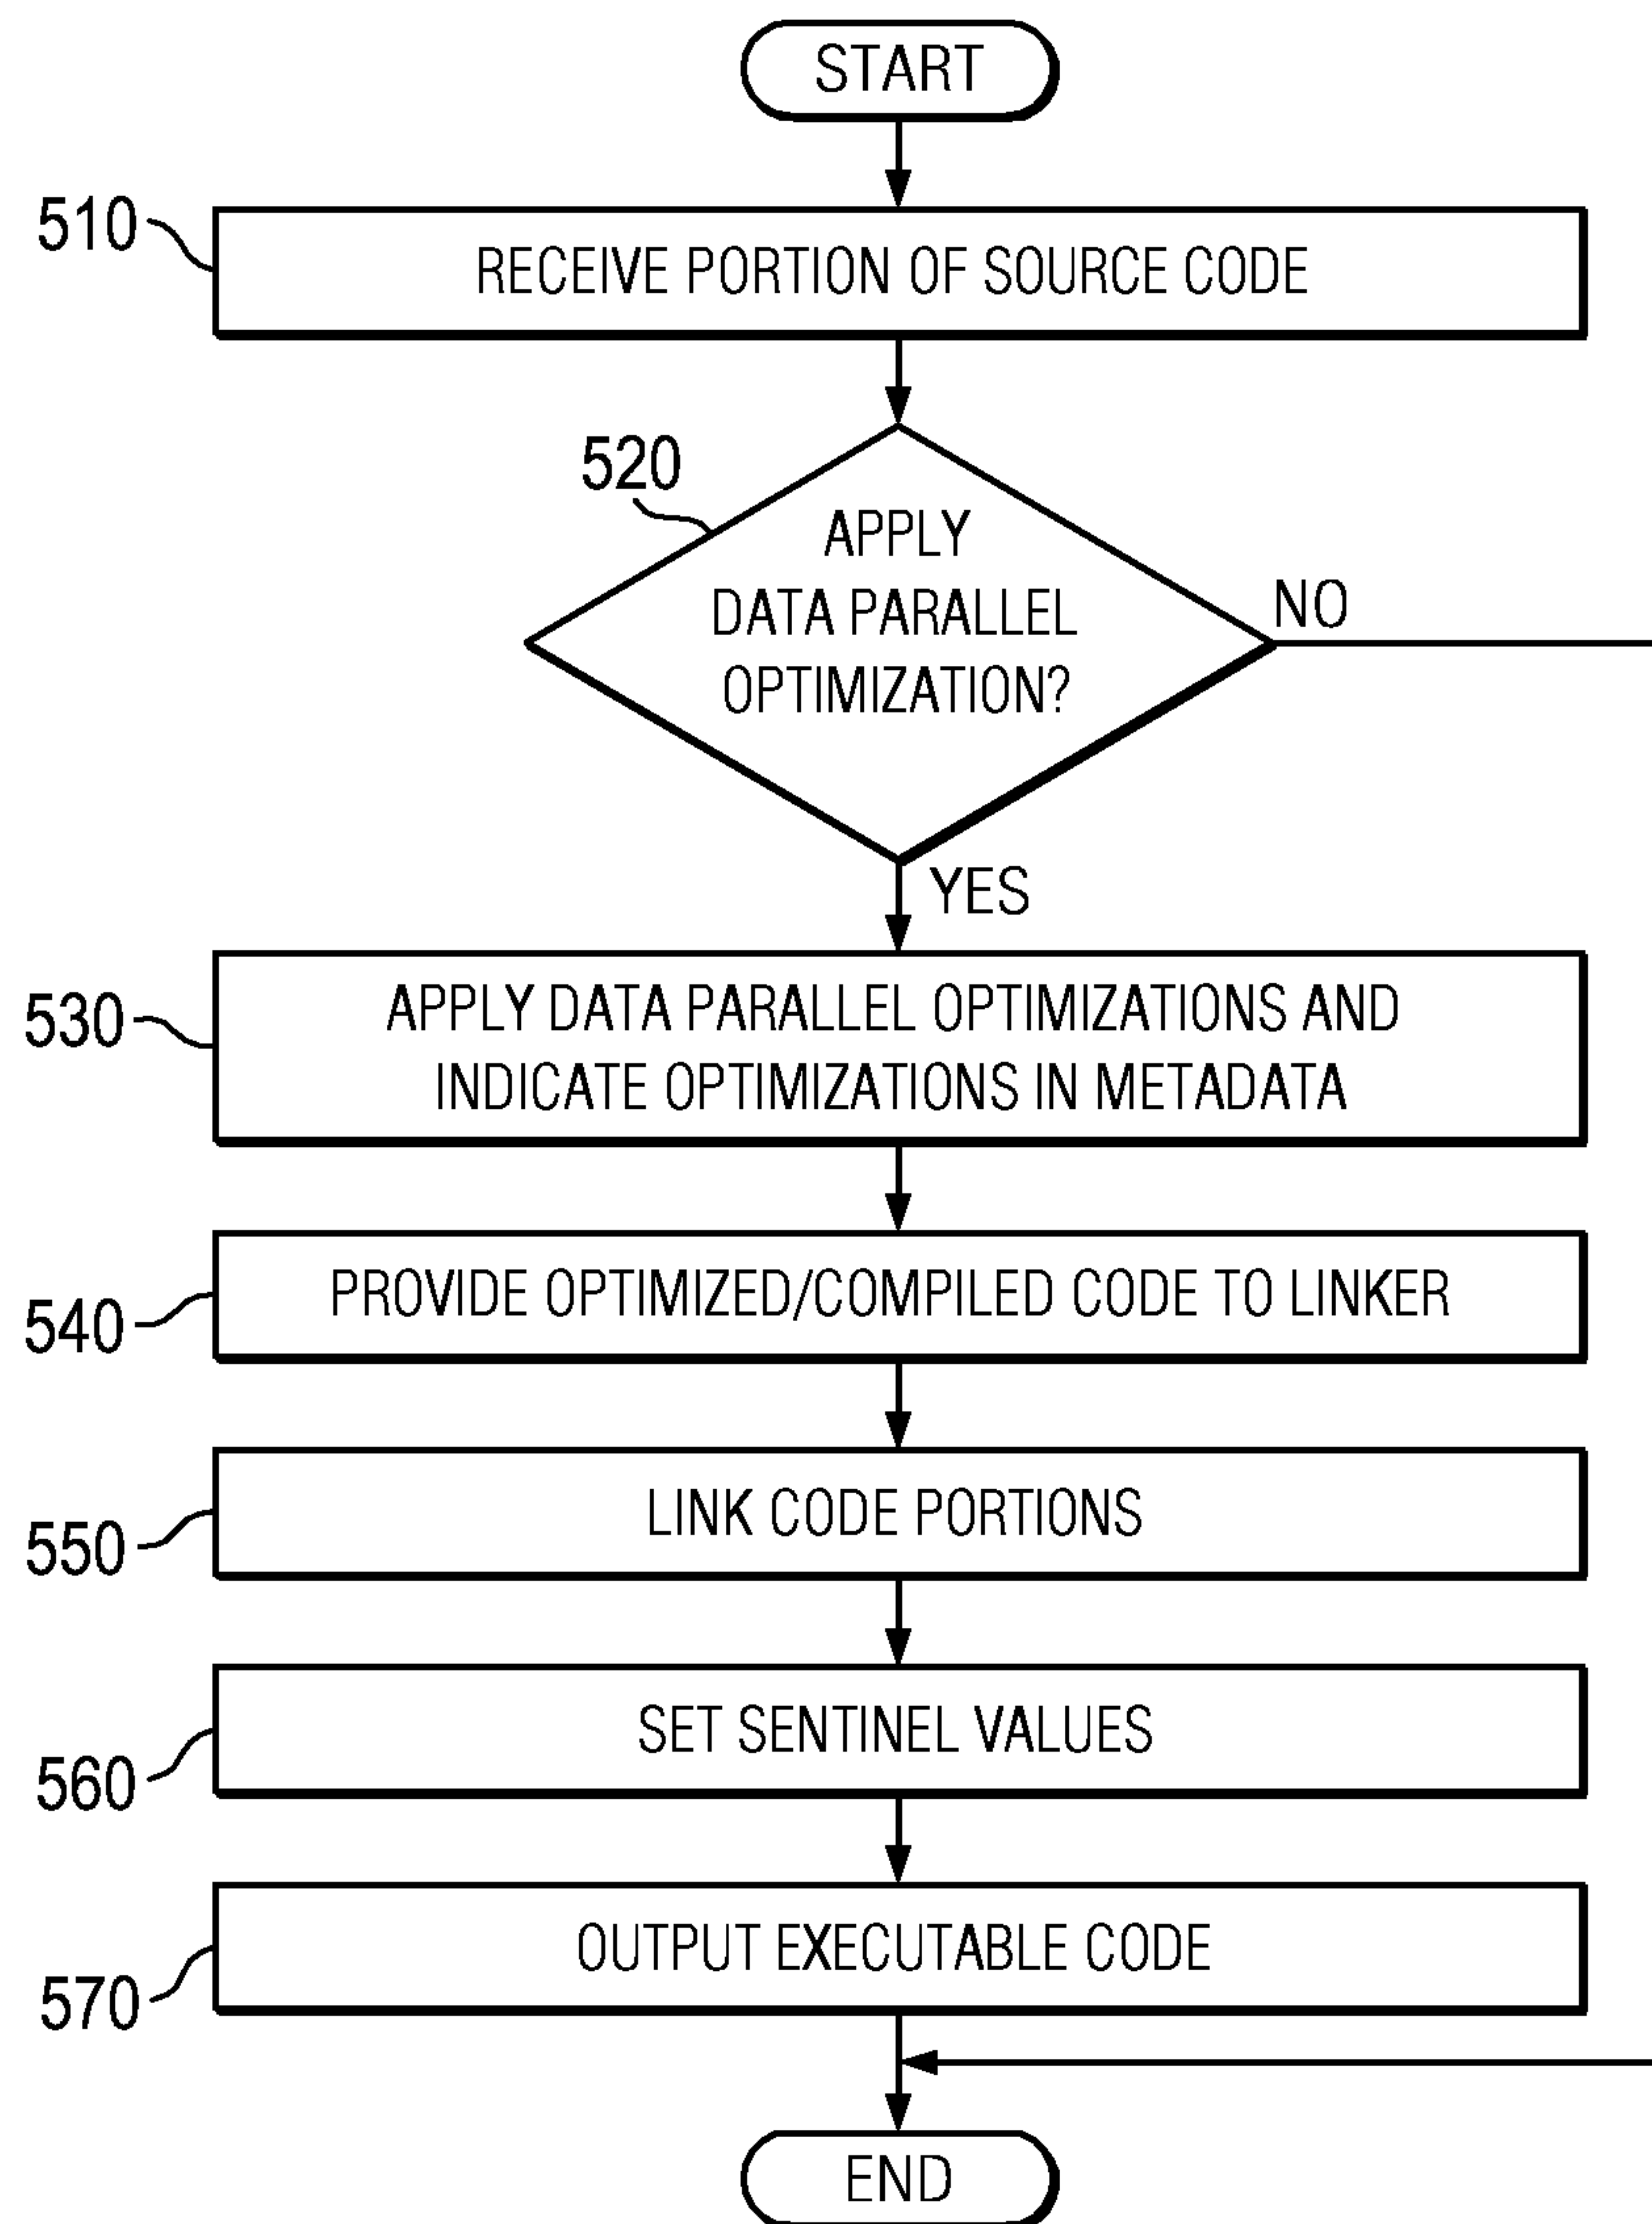 START
510
RECEIVE PORTION OF SOURCE CODE
520
APPLY
DATA PARALLEL
OPTIMIZATION?
NO
YES
530
APPLY DATA PARALLEL OPTIMIZATIONS AND
INDICATE OPTIMIZATIONS IN METADATA
540
PROVIDE OPTIMIZED/COMPILED CODE TO LINKER
550
LINK CODE PORTIONS
560
SET SENTINEL VALUES
570
OUTPUT EXECUTABLE CODE
END